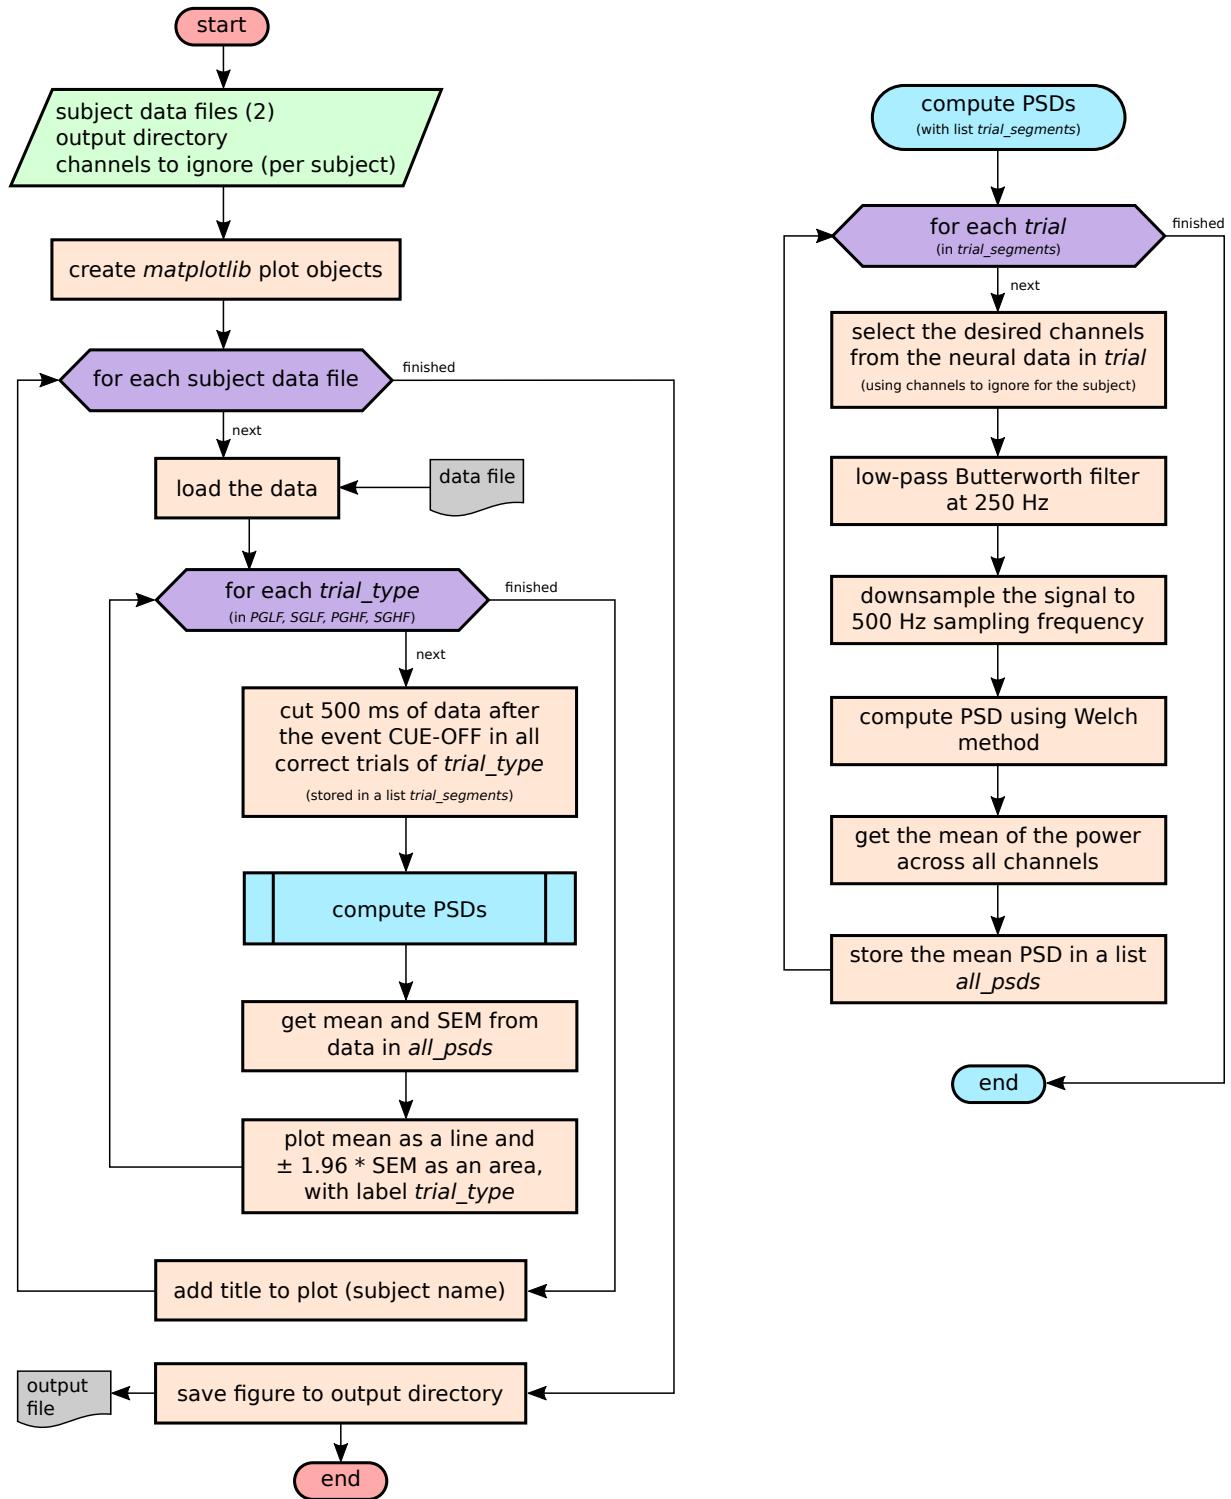 start
subject data files (2)
output directory
channels to ignore (per subject)
create matplotlib plot objects
for each subject data file
finished
next
load the data
data file
for each trial_type
(in PGLF, SGLF, PGHF, SGHF)
finished
next
cut 500 ms of data after
the event CUE-OFF in all
correct trials of trial_type
(stored in a list trial_segments)
compute PSDs
get mean and SEM from
data in all_psds
plot mean as a line and
± 1.96 * SEM as an area,
with label trial_type
add title to plot (subject name)
save figure to output directory
output
file
end
compute PSDs
(with list trial_segments)
for each trial
(in trial_segments)
finished
next
select the desired channels
from the neural data in trial
(using channels to ignore for the subject)
low-pass Butterworth filter
at 250 Hz
downsample the signal to
500 Hz sampling frequency
compute PSD using Welch
method
get the mean of the power
across all channels
store the mean PSD in a list
all_psds
end